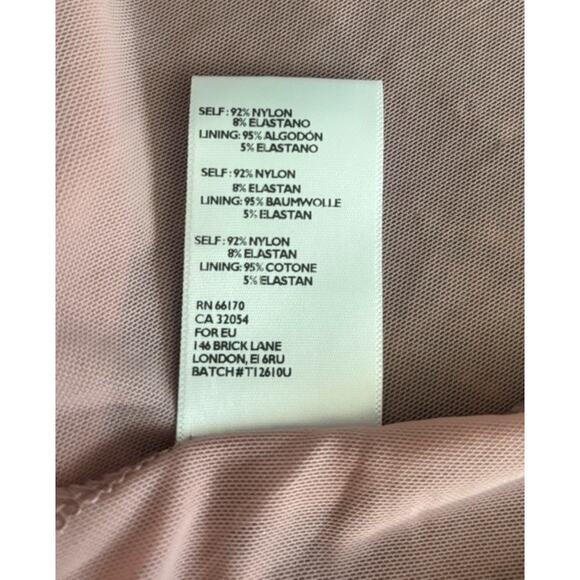 SELF: 92% NYLON
8% ELASTANO
LINING: 95% ALGODÓN
5% ELASTANO
SELF: 92% NYLON
8% ELASTAN
LINING: 95% BAUMWOLLE
5% ELASTAN
SELF: 92% NYLON
8% ELASTAN
LINING: 95% COTONE
5% ELASTAN
RN 66170
CA 32054
FOR EU
146 BRICK LANE
LONDON, E1 6RU
BATCH#T12610U